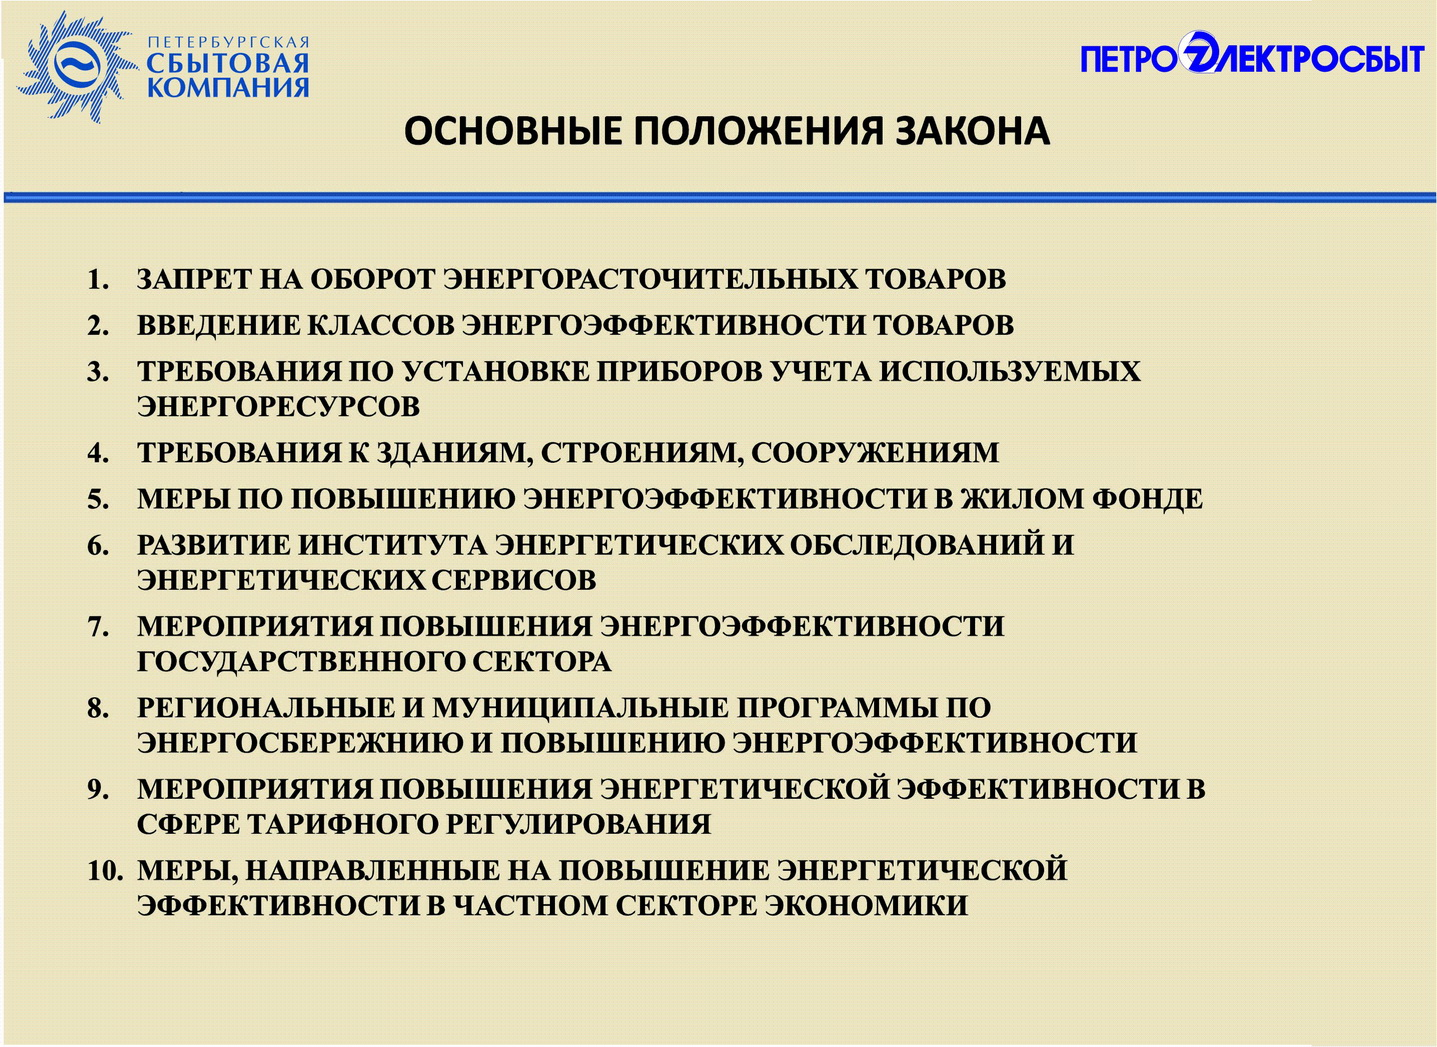 ПЕТЕРБУРГСКАЯ
СБЫТОВАЯ
КОМПАНИЯ
ПЕТРОЭЛЕКТРОСБЫТ
ОСНОВНЫЕ ПОЛОЖЕНИЯ ЗАКОНА
1. ЗАПРЕТ НА ОБОРОТ ЭНЕРГОРАСТОЧИТЕЛЬНЫХ ТОВАРОВ
2. ВВЕДЕНИЕ КЛАССОВ ЭНЕРГОЭФФЕКТИВНОСТИ ТОВАРОВ
3. ТРЕБОВАНИЯ ПО УСТАНОВКЕ ПРИБОРОВ УЧЕТА ИСПОЛЬЗУЕМЫХ
ЭНЕРГОРЕСУРСОВ
4. ТРЕБОВАНИЯ К ЗДАНИЯМ, СТРОЕНИЯМ, СООРУЖЕНИЯМ
5. МЕРЫ ПО ПОВЫШЕНИЮ ЭНЕРГОЭФФЕКТИВНОСТИ В ЖИЛОМ ФОНДЕ
6. РАЗВИТИЕ ИНСТИТУТА ЭНЕРГЕТИЧЕСКИХ ОБСЛЕДОВАНИЙ И
ЭНЕРГЕТИЧЕСКИХ СЕРВИСОВ
7. МЕРОПРИЯТИЯ ПОВЫШЕНИЯ ЭНЕРГОЭФФЕКТИВНОСТИ
ГОСУДАРСТВЕННОГО СЕКТОРА
8. РЕГИОНАЛЬНЫЕ И МУНИЦИПАЛЬНЫЕ ПРОГРАММЫ ПО
ЭНЕРГОСБЕРЕЖНИЮ И ПОВЫШЕНИЮ ЭНЕРГОЭФФЕКТИВНОСТИ
9. МЕРОПРИЯТИЯ ПОВЫШЕНИЯ ЭНЕРГЕТИЧЕСКОЙ ЭФФЕКТИВНОСТИ В
СФЕРЕ ТАРИФНОГО РЕГУЛИРОВАНИЯ
10. МЕРЫ, НАПРАВЛЕННЫЕ НА ПОВЫШЕНИЕ ЭНЕРГЕТИЧЕСКОЙ
ЭФФЕКТИВНОСТИ В ЧАСТНОМ СЕКТОРЕ ЭКОНОМИКИ